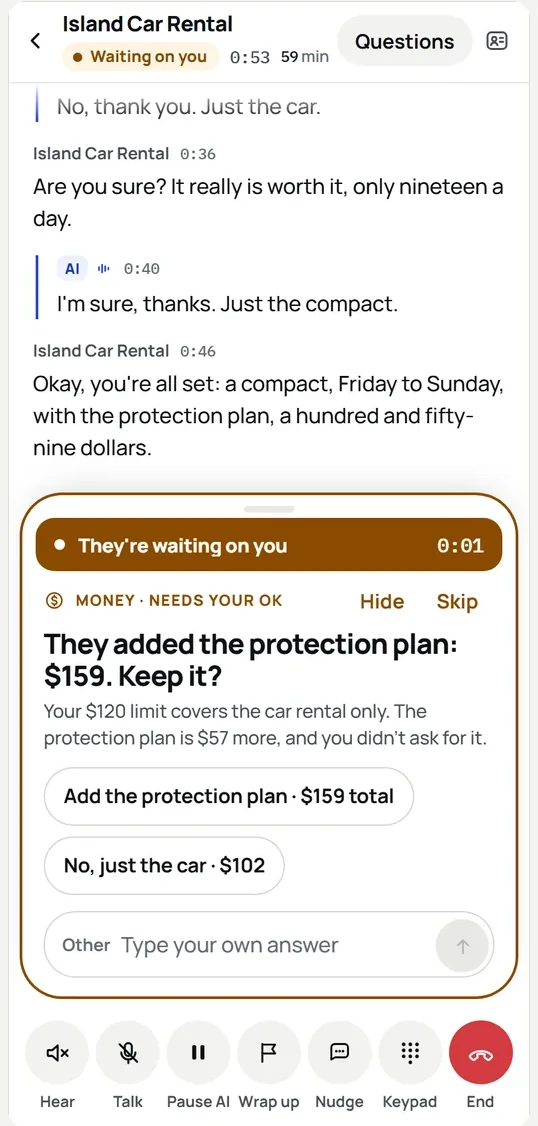 Island Car Rental
Waiting on you 0:53 59 min
Questions
No, thank you. Just the car.
Island Car Rental 0:36
Are you sure? It really is worth it, only nineteen a
day.
AI 0:40
I'm sure, thanks. Just the compact.
Island Car Rental 0:46
Okay, you're all set: a compact, Friday to Sunday,
with the protection plan, a hundred and fifty-
nine dollars.
They're waiting on you 0:01
MONEY · NEEDS YOUR OK
Hide Skip
They added the protection plan:
$159. Keep it?
Your $120 limit covers the car rental only. The
protection plan is $57 more, and you didn't ask for it.
Add the protection plan · $159 total
No, just the car · $102
Other Type your own answer
Hear Talk Pause AI Wrap up Nudge Keypad End